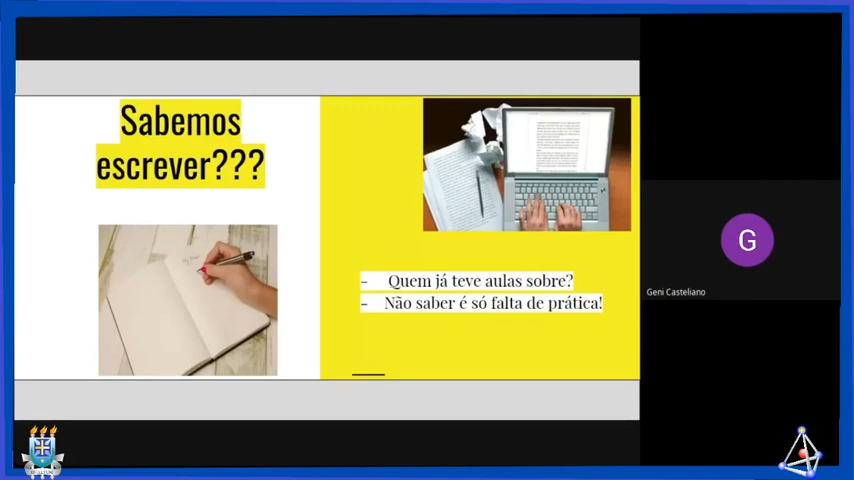 Sabemos
escrever???
- Quem já teve aulas sobre?
- Não saber é só falta de prática!
G
Geni Casteliano